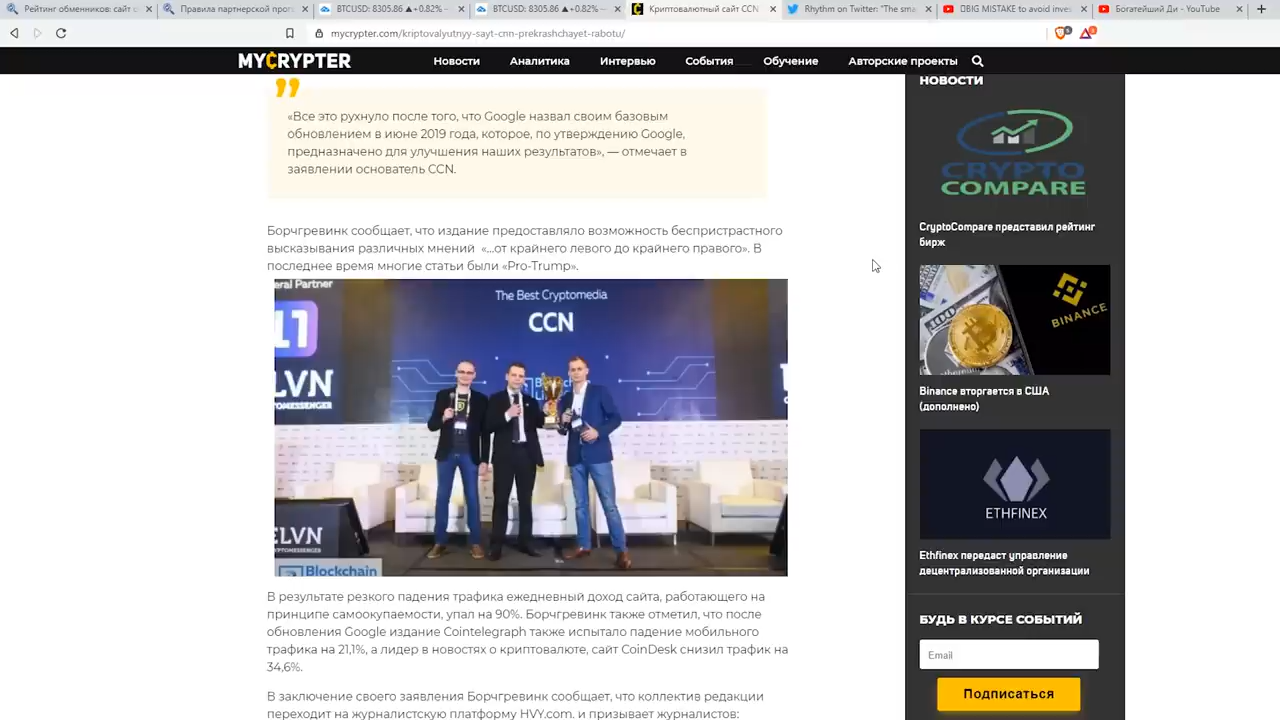 Рейтинг обменников: сайт о
Правила партнерской прог
BTCUSD: 8305.86 ▲+0.82% –
BTCUSD: 8305.86 ▲+0.82% –
Криптовалютный сайт CCN
Rhythm on Twitter: "The sma
BIG MISTAKE to avoid inves
Богатейший Ди - YouTube
mycrypter.com/kriptovalyutnyy-sayt-cnn-prekrashchayet-rabotu/
MYCRYPTER
Новости
Аналитика
Интервью
События
Обучение
Авторские проекты
«Все это рухнуло после того, что Google назвал своим базовым
обновлением в июне 2019 года, которое, по утверждению Google,
предназначено для улучшения наших результатов», — отмечает в
заявлении основатель CCN.
Борчгревинк сообщает, что издание предоставляло возможность беспристрастного
высказывания различных мнений «...от крайнего левого до крайнего правого». В
последнее время многие статьи были «Pro-Trump».
eral Partner
The Best Cryptomedia
CCN
ELVN
PTOMESSENGER
ELVN
PTOMESSENGER
Blockchain
В результате резкого падения трафика ежедневный доход сайта, работающего на
принципе самоокупаемости, упал на 90%. Борчгревинк также отметил, что после
обновления Google издание Cointelegraph также испытало падение мобильного
трафика на 21,1%, а лидер в новостях о криптовалюте, сайт CoinDesk снизил трафик на
34,6%.
В заключение своего заявления Борчгревинк сообщает, что коллектив редакции
переходит на журналистскую платформу HVY.com. и призывает журналистов:
НОВОСТИ
CRYPTO
COMPARE
CryptoCompare представил рейтинг
бирж
BINANCE
Binance вторгается в США
(дополнено)
ETHFINEX
Ethfinex передаст управление
децентрализованной организации
БУДЬ В КУРСЕ СОБЫТИЙ
Email
Подписаться